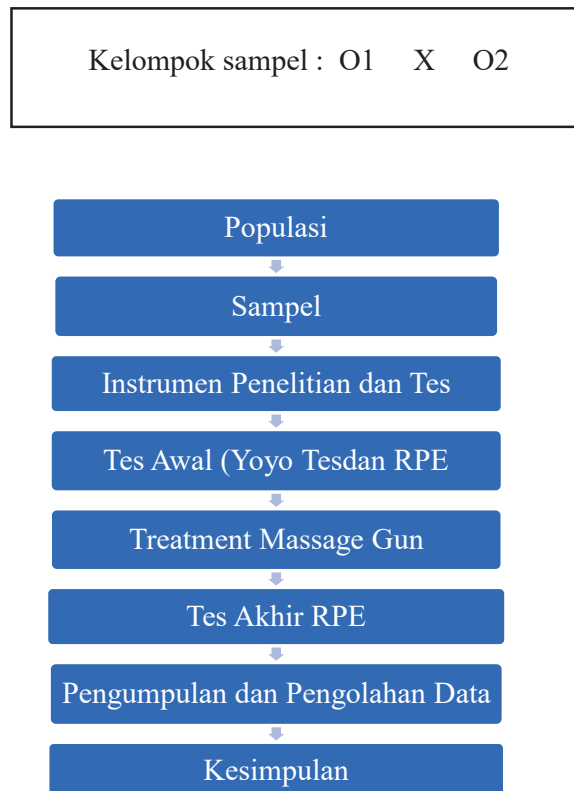 Kelompok sampel : O1 X O2
Populasi
Sampel
Instrumen Penelitian dan Tes
Tes Awal (Yoyo Tesdan RPE
Treatment Massage Gun
Tes Akhir RPE
Pengumpulan dan Pengolahan Data
Kesimpulan